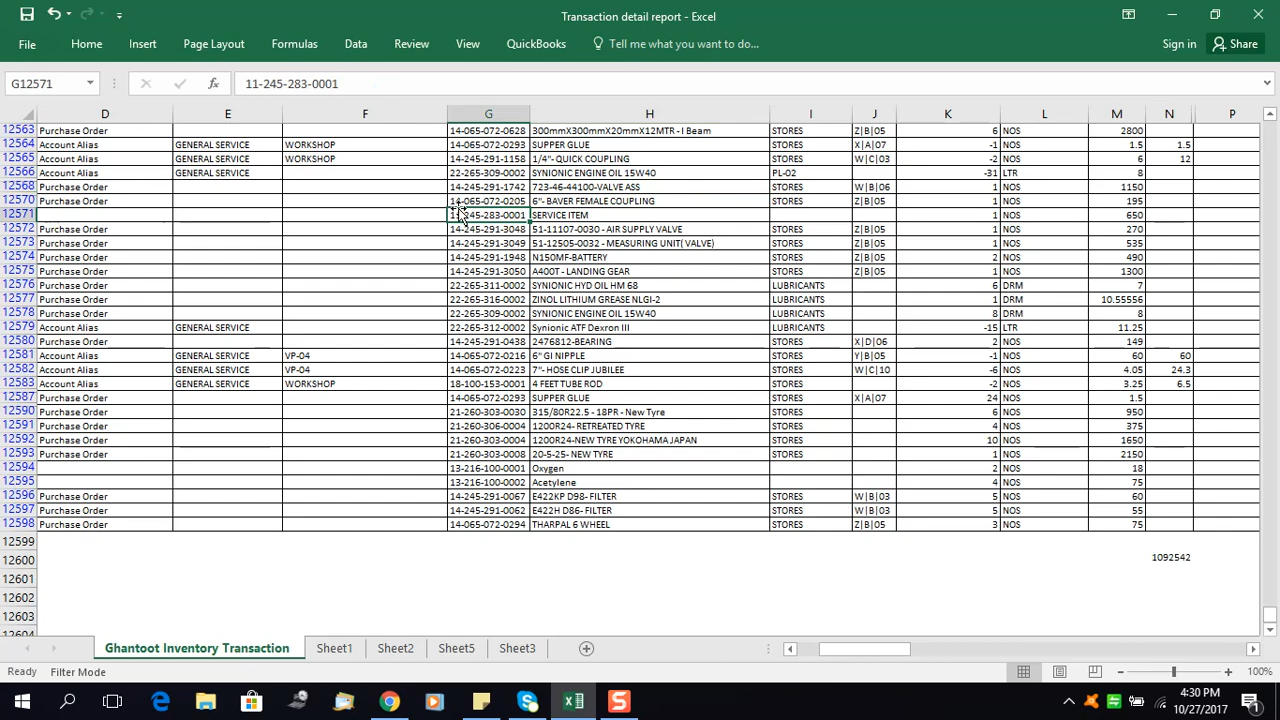 Transaction detail report - Excel
File Home Insert Page Layout Formulas Data Review View QuickBooks Tell me what you want to do... Sign in Share
G12571 fx 11-245-283-0001
D E F G H I J K L M N O P
12563 Purchase Order 14-065-072-0628 300mmX300mmX20mmX12MTR - I Beam STORES Z|B|05 6 NOS 2800
12564 Account Alias GENERAL SERVICE WORKSHOP 14-065-072-0293 SUPPER GLUE STORES X|A|07 -1 NOS 1.5 1.5
12565 Account Alias GENERAL SERVICE WORKSHOP 14-245-291-1158 1/4"- QUICK COUPLING STORES W|C|03 -2 NOS 6 12
12566 Account Alias GENERAL SERVICE 22-265-309-0002 SYNIONIC ENGINE OIL 15W40 PL-02 -31 LTR 8
12568 Purchase Order 14-245-291-1742 723-46-44100-VALVE ASS STORES W|B|06 1 NOS 1150
12570 Purchase Order 14-065-072-0205 6"- BAVER FEMALE COUPLING STORES Z|B|05 1 NOS 195
12571 11-245-283-0001 SERVICE ITEM 1 NOS 650
12572 Purchase Order 14-245-291-3048 51-11107-0030 - AIR SUPPLY VALVE STORES Z|B|05 1 NOS 270
12573 Purchase Order 14-245-291-3049 51-12505-0032 - MEASURING UNIT( VALVE) STORES Z|B|05 1 NOS 535
12574 Purchase Order 14-245-291-1948 N150MF-BATTERY STORES Z|B|05 2 NOS 490
12575 Purchase Order 14-245-291-3050 A400T - LANDING GEAR STORES Z|B|05 1 NOS 1300
12576 Purchase Order 22-265-311-0002 SYNIONIC HYD OIL HM 68 LUBRICANTS 6 DRM 7
12577 Purchase Order 22-265-316-0002 ZINOL LITHIUM GREASE NLGI-2 LUBRICANTS 1 DRM 10.55556
12578 Purchase Order 22-265-309-0002 SYNIONIC ENGINE OIL 15W40 LUBRICANTS 8 DRM 8
12579 Account Alias GENERAL SERVICE 22-265-312-0002 Synionic ATF Dexron III LUBRICANTS -15 LTR 11.25
12580 Purchase Order 14-245-291-0438 2476812-BEARING STORES X|D|06 2 NOS 149
12581 Account Alias GENERAL SERVICE VP-04 14-065-072-0216 6" GI NIPPLE STORES Y|B|05 -1 NOS 60 60
12582 Account Alias GENERAL SERVICE VP-04 14-065-072-0223 7"- HOSE CLIP JUBILEE STORES W|C|10 -6 NOS 4.05 24.3
12583 Account Alias GENERAL SERVICE WORKSHOP 18-100-153-0001 4 FEET TUBE ROD STORES -2 NOS 3.25 6.5
12587 Purchase Order 14-065-072-0293 SUPPER GLUE STORES X|A|07 24 NOS 1.5
12590 Purchase Order 21-260-303-0030 315/80R22.5 - 18PR - New Tyre STORES 6 NOS 950
12591 Purchase Order 21-260-306-0004 1200R24- RETREATED TYRE STORES 4 NOS 375
12592 Purchase Order 21-260-303-0004 1200R24-NEW TYRE YOKOHAMA JAPAN STORES 10 NOS 1650
12593 Purchase Order 21-260-303-0008 20-5-25- NEW TYRE STORES 1 NOS 2150
12594 13-216-100-0001 Oxygen 2 NOS 18
12595 13-216-100-0002 Acetylene 4 NOS 75
12596 Purchase Order 14-245-291-0067 E422KP D98- FILTER STORES W|B|03 5 NOS 60
12597 Purchase Order 14-245-291-0062 E422H D86- FILTER STORES W|B|03 5 NOS 55
12598 Purchase Order 14-065-072-0294 THARPAL 6 WHEEL STORES Z|B|05 3 NOS 75
12599
12600 1092542
12601
12602
12603
12604
Ghantoot Inventory Transaction Sheet1 Sheet2 Sheet5 Sheet3
Ready Filter Mode 100%
4:30 PM
10/27/2017